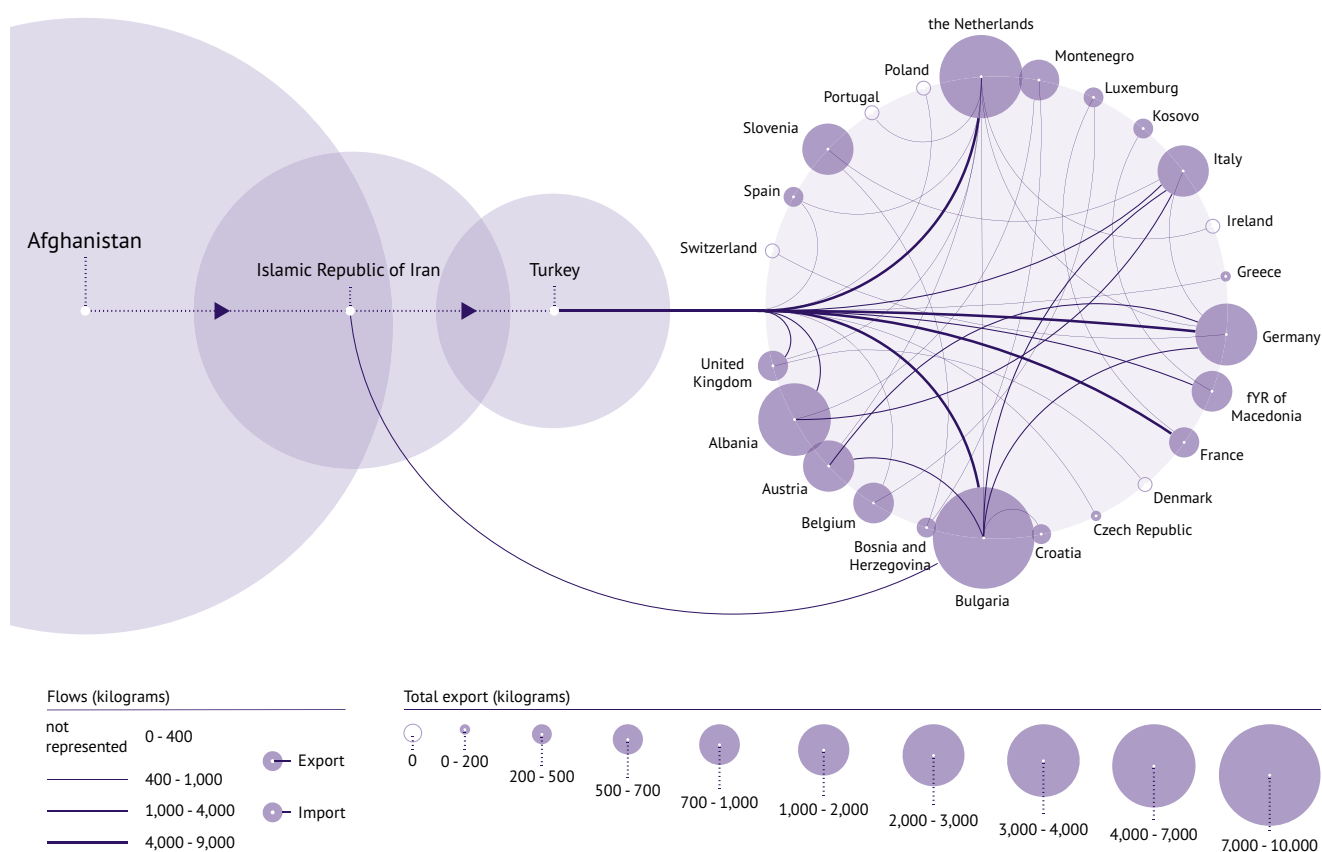 the Netherlands
Montenegro
Poland
Luxemburg
Portugal
Kosovo
Slovenia
Italy
Spain
Ireland
Afghanistan
Switzerland
Islamic Republic of Iran
Turkey
Greece
Germany
United
Kingdom
fYR of
Macedonia
Albania
France
Austria
Denmark
Belgium
Czech Republic
Bosnia and
Herzegovina
Croatia
Bulgaria
Flows (kilograms)
not
represented
0 - 400
400 - 1,000
1,000 - 4,000
4,000 - 9,000
Export
Import
Total export (kilograms)
0
0 - 200
200 - 500
500 - 700
700 - 1,000
1,000 - 2,000
2,000 - 3,000
3,000 - 4,000
4,000 - 7,000
7,000 - 10,000